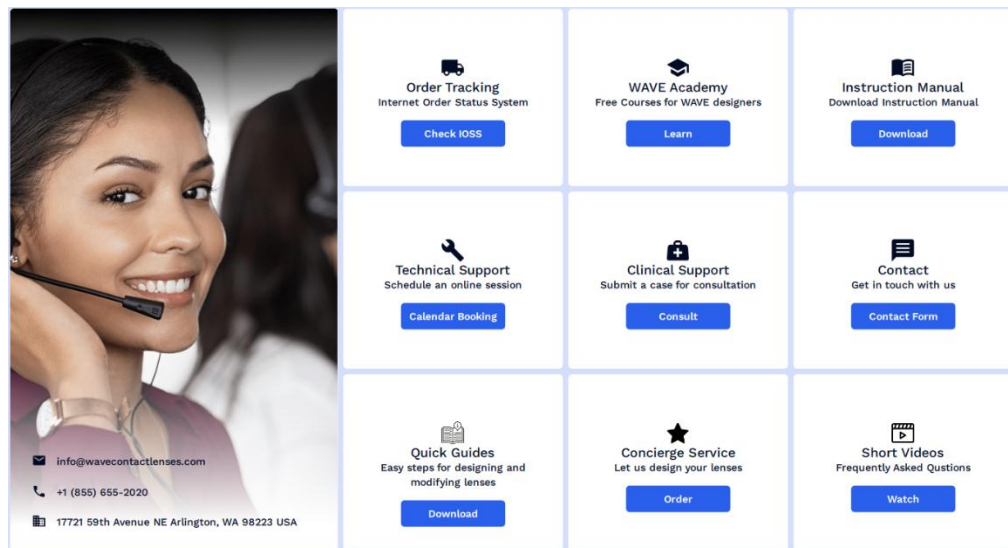 info@wavecontactlenses.com
+1 (855) 655-2020
17721 59th Avenue NE Arlington, WA 98223 USA
Order Tracking
Internet Order Status System
Check IOSS
WAVE Academy
Free Courses for WAVE designers
Learn
Instruction Manual
Download Instruction Manual
Download
Technical Support
Schedule an online session
Calendar Booking
Clinical Support
Submit a case for consultation
Consult
Contact
Get in touch with us
Contact Form
Quick Guides
Easy steps for designing and
modifying lenses
Download
Concierge Service
Let us design your lenses
Order
Short Videos
Frequently Asked Qustions
Watch